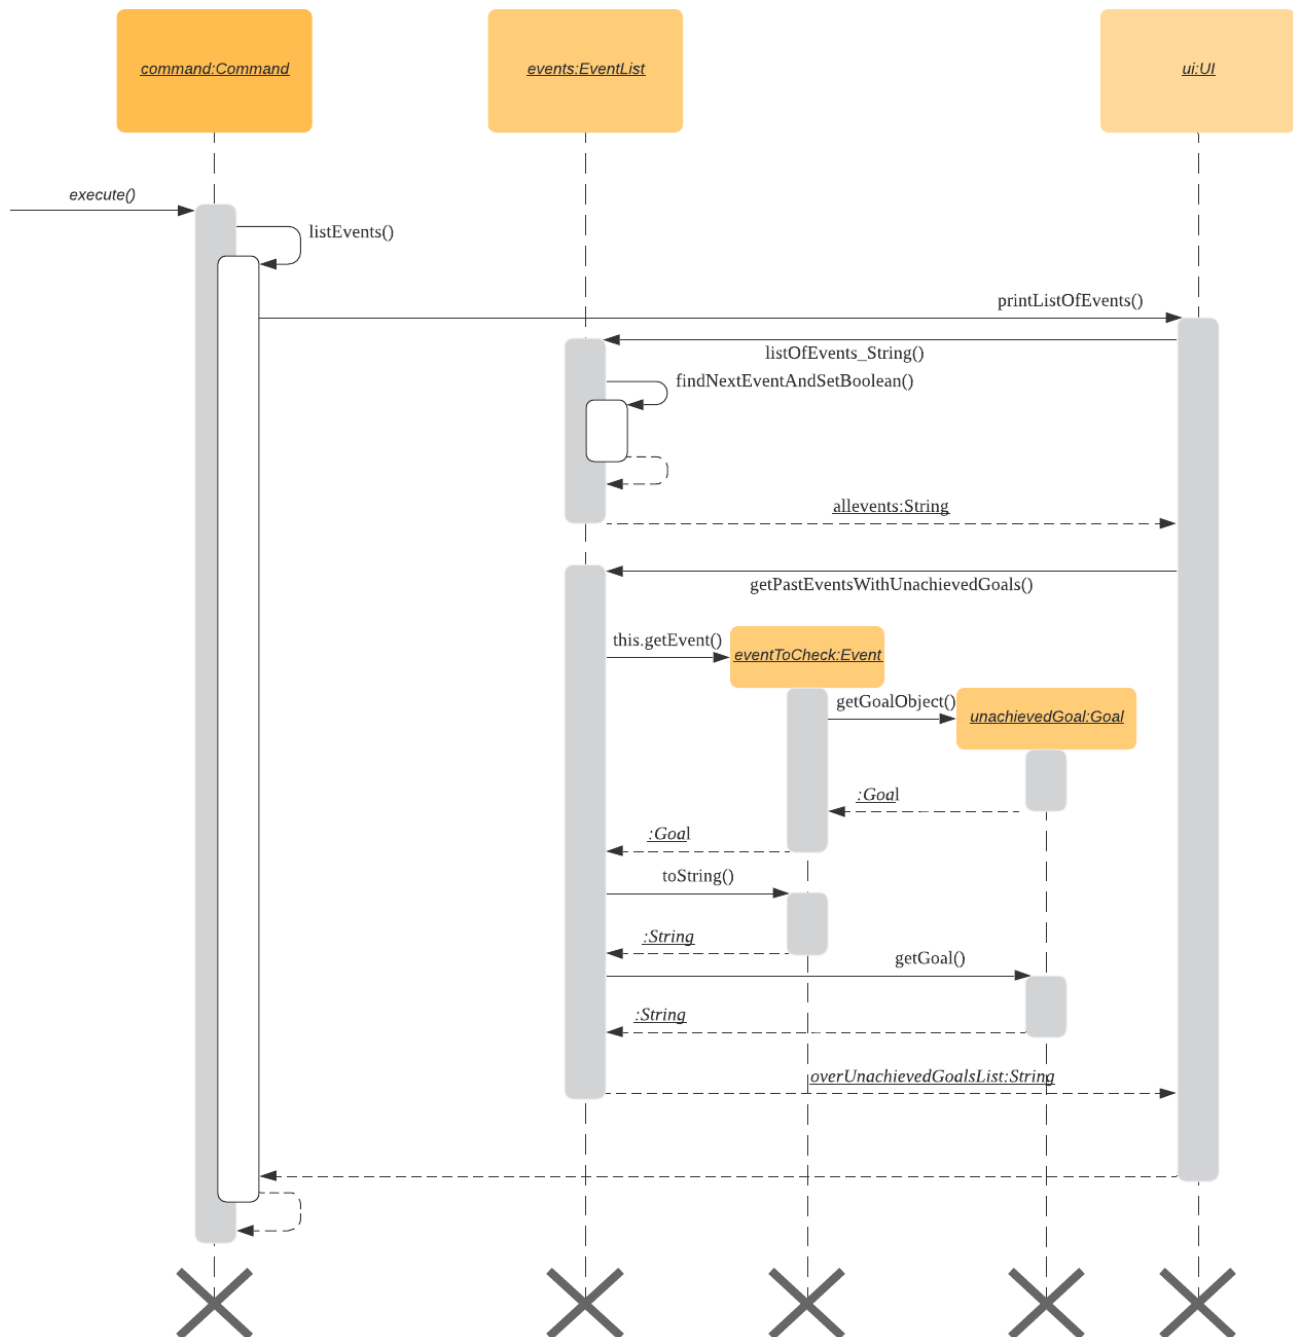 command:Command
events:EventList
ui:UI
execute()
listEvents()
printListOfEvents()
listOfEvents_String()
findNextEventAndSetBoolean()
allevents:String
getPastEventsWithUnachievedGoals()
this.getEvent()
eventToCheck:Event
getGoalObject()
unachievedGoal:Goal
:Goal
:Goal
toString()
:String
getGoal()
:String
overUnachievedGoalsList:String